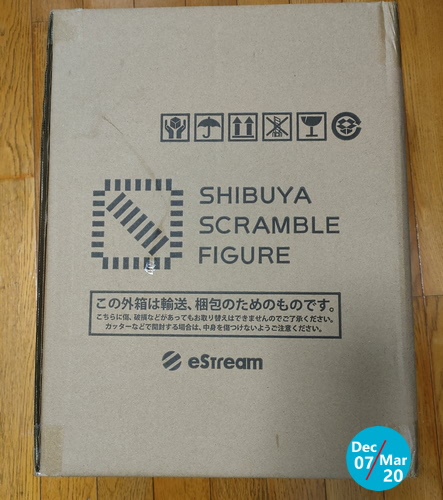 SHIBUYA
SCRAMBLE
FIGURE
この外箱は輸送、梱包のためのものです。
こちらに傷、破損などがあってもお取り替えはできませんのでご了承ください。
カッターなどで開封する場合は、中身を傷つけないようご注意ください。
eStream
Dec
07/Mar
20